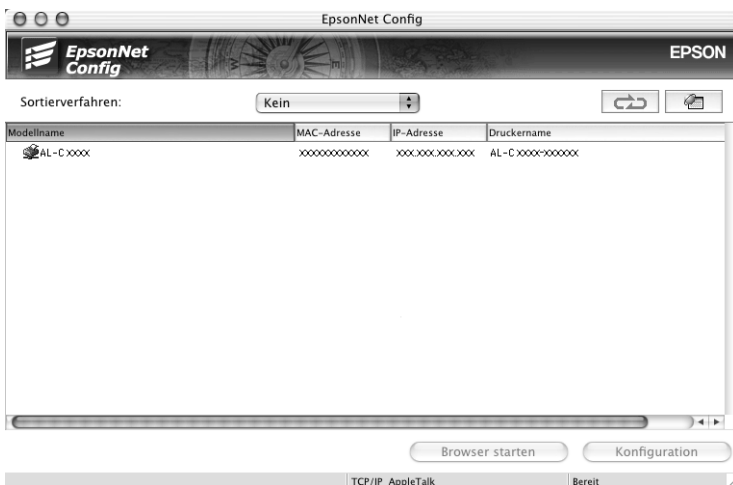 EpsonNet Config
EpsonNet
Config
EPSON
Sortierverfahren:
Kein
Modellname MAC-Adresse IP-Adresse Druckername
AL-C xxxx xxxxxxxxxxxx xxx.xxx.xxx.xxx AL-C xxxx-xxxxxx
Browser starten Konfiguration
TCP/IP AppleTalk Bereit